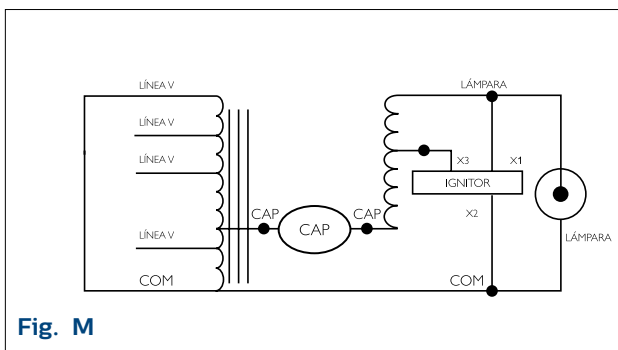 LÍNEA V
LÁMPARA
LÍNEA V
LÍNEA V
X3
X1
IGNITOR
CAP
CAP
CAP
X2
LÍNEA V
LÁMPARA
COM
COM
Fig. M